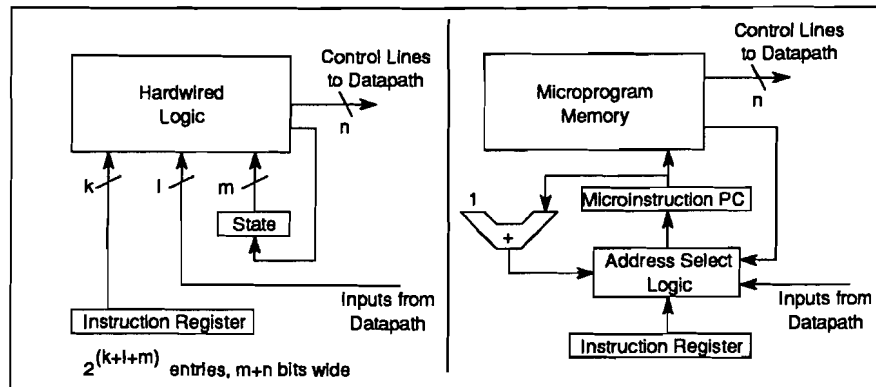 Control Lines
to Datapath
n
Hardwired
Logic
k
l
m
State
Inputs from
Datapath
Instruction Register
2^(k+l+m) entries, m+n bits wide
Control Lines
to Datapath
n
Microprogram
Memory
1
Microinstruction PC
+
Address Select
Logic
Inputs from
Datapath
Instruction Register